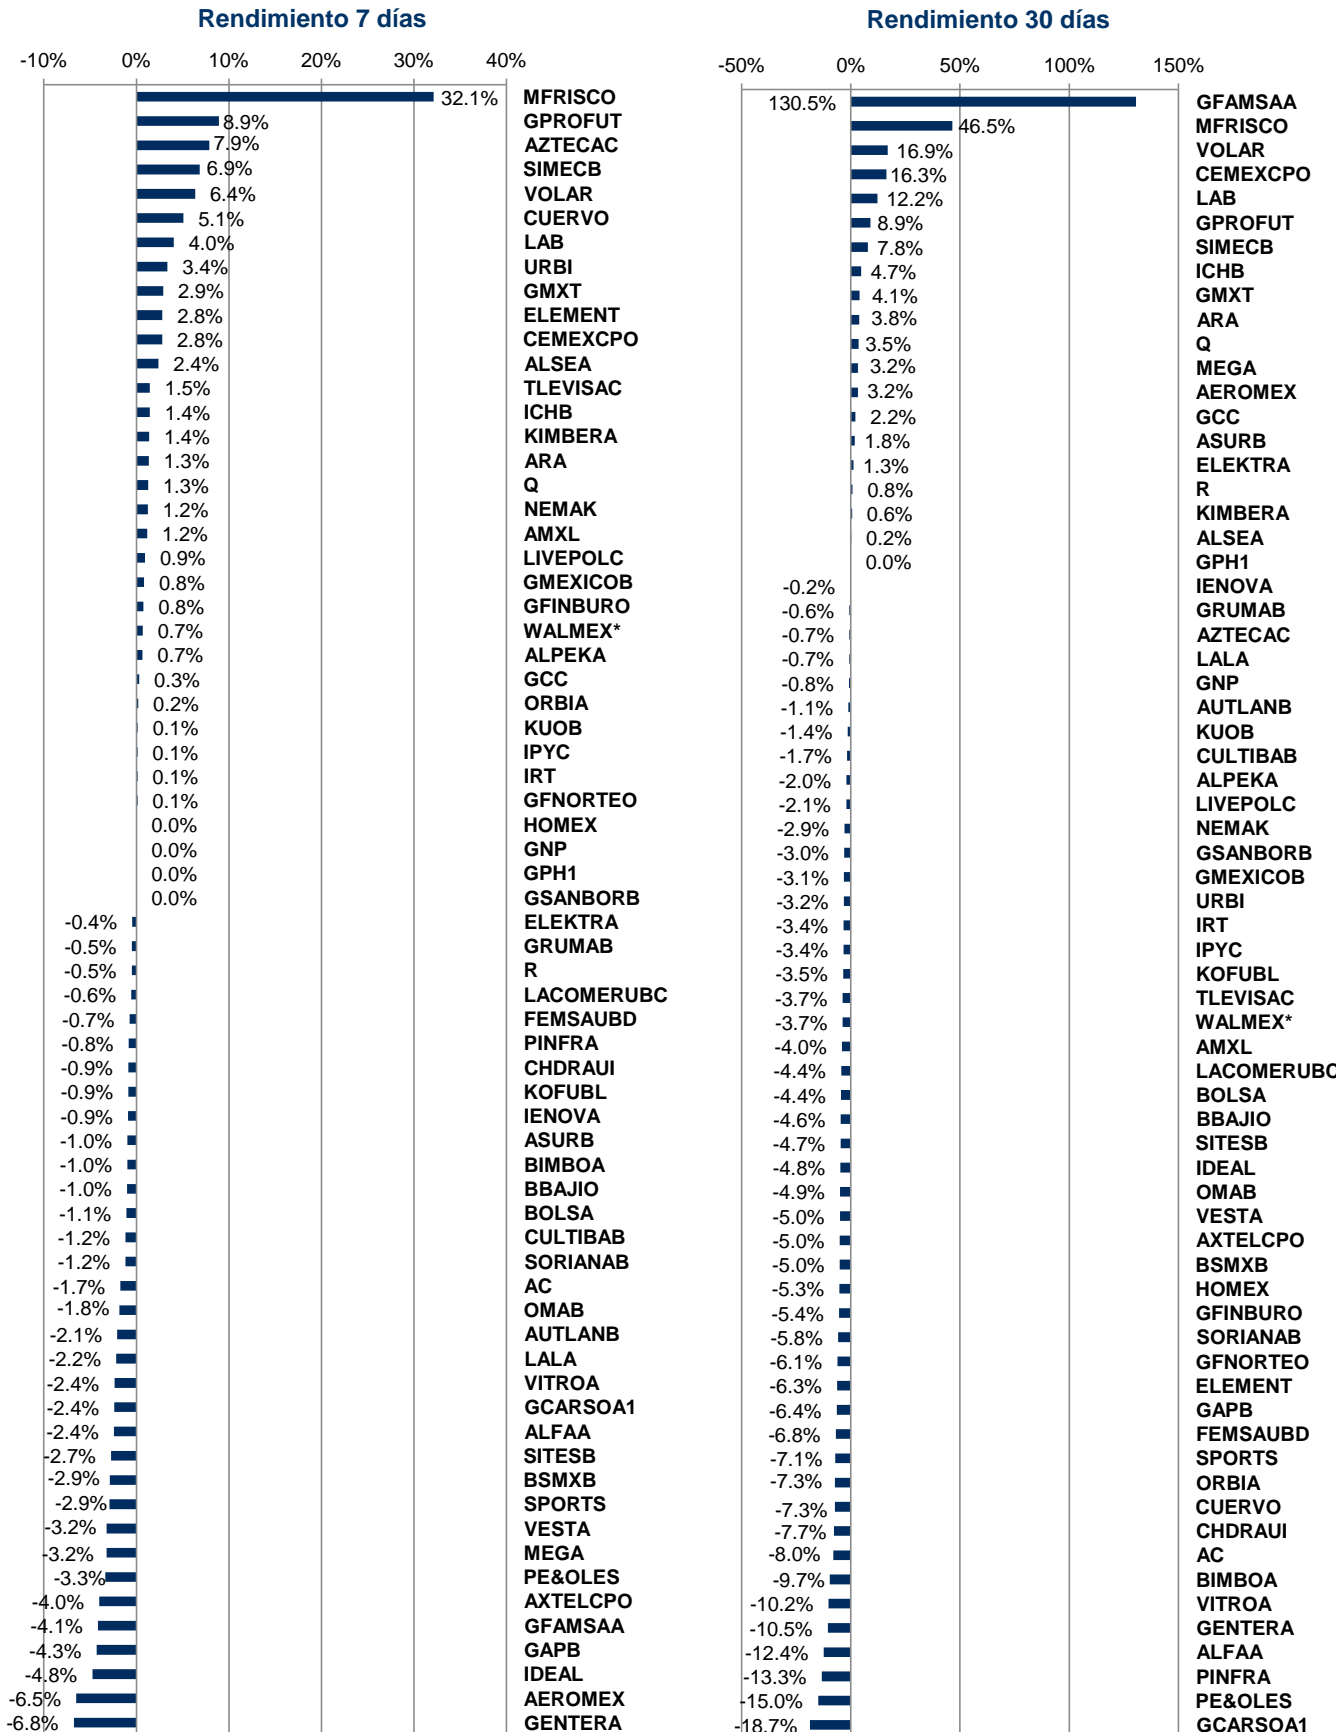 Rendimiento 7 días
-10% 0% 10% 20% 30% 40%
32.1% MFRISCO
8.9% GPROFUT
7.9% AZTECAC
6.9% SIMECB
6.4% VOLAR
5.1% CUERVO
4.0% LAB
3.4% URBI
2.9% GMXT
2.8% ELEMENT
2.8% CEMEXCPO
2.4% ALSEA
1.5% TLEVISAC
1.4% ICHB
1.4% KIMBERA
1.3% ARA
1.3% Q
1.2% NEMAK
1.2% AMXL
0.9% LIVEPOLC
0.8% GMEXICOB
0.8% GFINBURO
0.7% WALMEX*
0.7% ALPEKA
0.3% GCC
0.2% ORBIA
0.1% KUOB
0.1% IPYC
0.1% IRT
0.1% GFNORTEO
0.0% HOMEX
0.0% GNP
0.0% GPH1
0.0% GSANBORB
-0.4% ELEKTRA
-0.5% GRUMAB
-0.5% R
-0.6% LACOMERUBC
-0.7% FEMSAUBD
-0.8% PINFRA
-0.9% CHDRAUI
-0.9% KOFUBL
-0.9% IENOVA
-1.0% ASURB
-1.0% BIMBOA
-1.0% BBAJIO
-1.1% BOLSA
-1.2% CULTIBAB
-1.2% SORIANAB
-1.7% AC
-1.8% OMAB
-2.1% AUTLANB
-2.2% LALA
-2.4% VITROA
-2.4% GCARSOA1
-2.4% ALFAA
-2.7% SITESB
-2.9% BSMXB
-2.9% SPORTS
-3.2% VESTA
-3.2% MEGA
-3.3% PE&OLES
-4.0% AXTELCPO
-4.1% GFAMSAA
-4.3% GAPB
-4.8% IDEAL
-6.5% AEROMEX
-6.8% GENTERA
Rendimiento 30 días
-50% 0% 50% 100% 150%
130.5% GFAMSAA
46.5% MFRISCO
16.9% VOLAR
16.3% CEMEXCPO
12.2% LAB
8.9% GPROFUT
7.8% SIMECB
4.7% ICHB
4.1% GMXT
3.8% ARA
3.5% Q
3.2% MEGA
3.2% AEROMEX
2.2% GCC
1.8% ASURB
1.3% ELEKTRA
0.8% R
0.6% KIMBERA
0.2% ALSEA
0.0% GPH1
-0.2% IENOVA
-0.6% GRUMAB
-0.7% AZTECAC
-0.7% LALA
-0.8% GNP
-1.1% AUTLANB
-1.4% KUOB
-1.7% CULTIBAB
-2.0% ALPEKA
-2.1% LIVEPOLC
-2.9% NEMAK
-3.0% GSANBORB
-3.1% GMEXICOB
-3.2% URBI
-3.4% IRT
-3.4% IPYC
-3.5% KOFUBL
-3.7% TLEVISAC
-3.7% WALMEX*
-4.0% AMXL
-4.4% LACOMERUBC
-4.4% BOLSA
-4.6% BBAJIO
-4.7% SITESB
-4.8% IDEAL
-4.9% OMAB
-5.0% VESTA
-5.0% AXTELCPO
-5.0% BSMXB
-5.3% HOMEX
-5.4% GFINBURO
-5.8% SORIANAB
-6.1% GFNORTEO
-6.3% ELEMENT
-6.4% GAPB
-6.8% FEMSAUBD
-7.1% SPORTS
-7.3% ORBIA
-7.3% CUERVO
-7.7% CHDRAUI
-8.0% AC
-9.7% BIMBOA
-10.2% VITROA
-10.5% GENTERA
-12.4% ALFAA
-13.3% PINFRA
-15.0% PE&OLES
-18.7% GCARSOA1